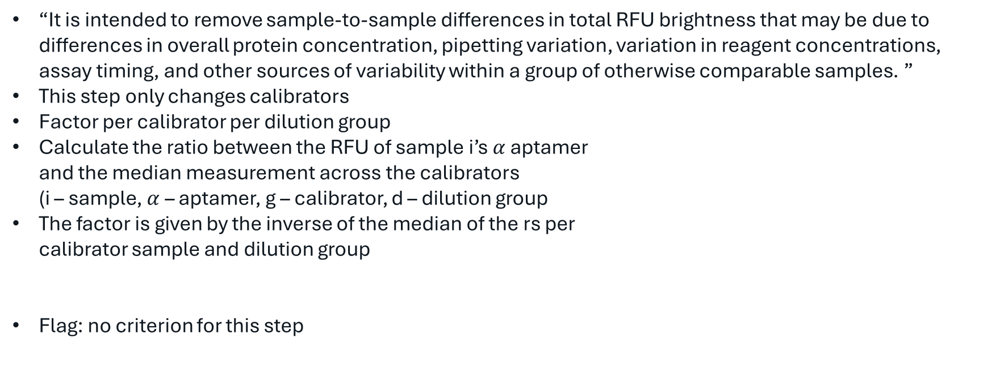 • “It is intended to remove sample-to-sample differences in total RFU brightness that may be due to
differences in overall protein concentration, pipetting variation, variation in reagent concentrations,
assay timing, and other sources of variability within a group of otherwise comparable samples. ”
• This step only changes calibrators
• Factor per calibrator per dilution group
• Calculate the ratio between the RFU of sample i’s 𝛼 aptamer
and the median measurement across the calibrators
(i – sample, 𝛼 – aptamer, g – calibrator, d – dilution group
• The factor is given by the inverse of the median of the rs per
calibrator sample and dilution group
• Flag: no criterion for this step